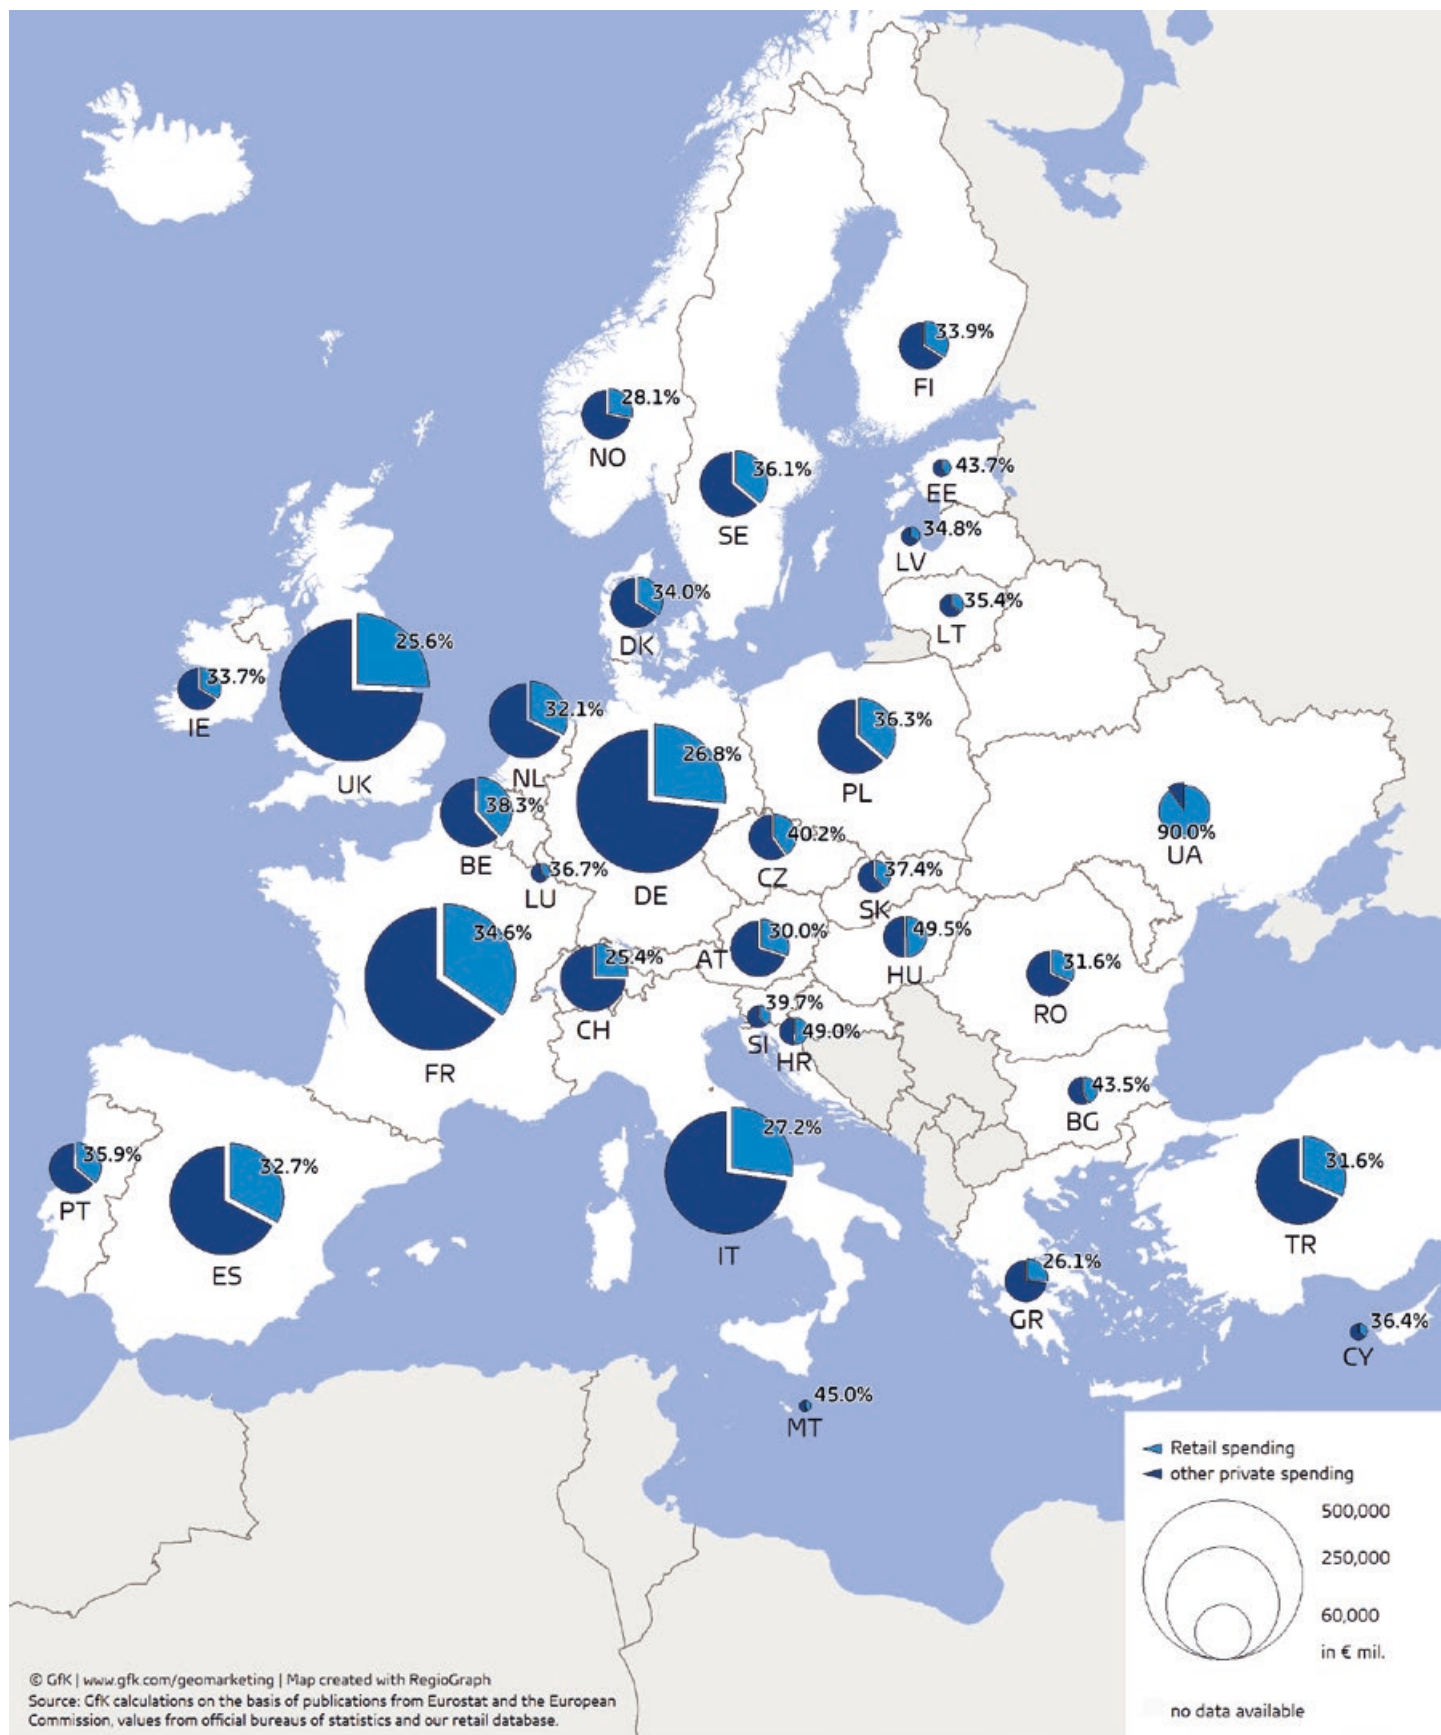 33.9%
FI
28.1%
NO
36.1%
SE
43.7%
EE
34.8%
LV
35.4%
LT
34.0%
DK
25.6%
UK
33.7%
IE
32.1%
NL
26.8%
DE
36.3%
PL
38.3%
BE
36.7%
LU
40.2%
CZ
37.4%
SK
90.0%
UA
34.6%
FR
25.4%
CH
30.0%
AT
49.5%
HU
31.6%
RO
39.7%
SI
49.0%
HR
43.5%
BG
35.9%
PT
32.7%
ES
27.2%
IT
31.6%
TR
26.1%
GR
36.4%
CY
45.0%
MT
Retail spending
other private spending
500,000
250,000
60,000
in € mil.
no data available
© GfK | www.gfk.com/geomarketing | Map created with RegioGraph
Source: GfK calculations on the basis of publications from Eurostat and the European
Commission, values from official bureaus of statistics and our retail database.